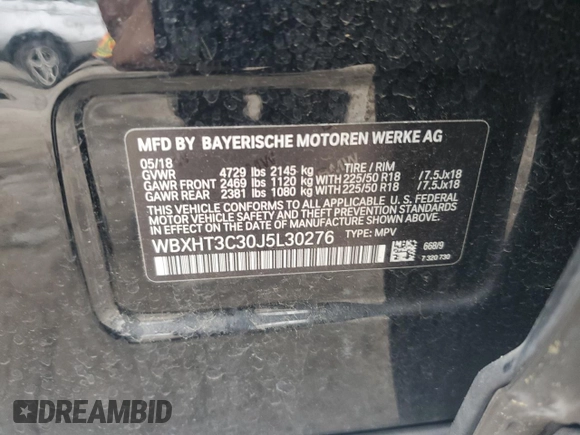 MFD BY BAYERISCHE MOTOREN WERKE AG
05/18
GVWR 4729 lbs 2145 kg TIRE / RIM
GAWR FRONT 2469 lbs 1120 kg WITH 225/50 R18 /7.5Jx18
GAWR REAR 2381 lbs 1080 kg WITH 225/50 R18 /7.5Jx18
THIS VEHICLE CONFORMS TO ALL APPLICABLE U. S. FEDERAL
MOTOR VEHICLE SAFETY, BUMPER, AND THEFT PREVENTION STANDARDS
IN EFFECT ON THE DATE OF MANUFACTURE SHOWN ABOVE.
WBXHT3C30J5L30276 TYPE: MPV
668/9
7 320 730
DREAMBID